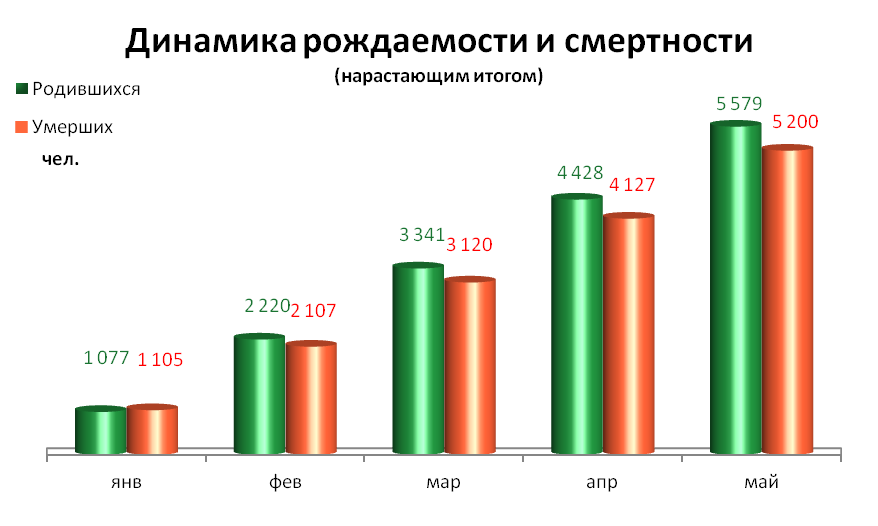 Динамика рождаемости и смертности
(нарастающим итогом)
Родившихся
Умерших
чел.
1 077
1 105
2 220
2 107
3 341
3 120
4 428
4 127
5 579
5 200
янв
фев
мар
апр
май